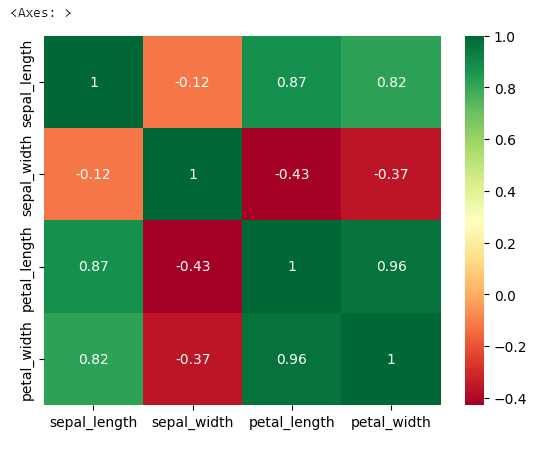 <Axes: >
1.0
sepal_length
1 -0.12 0.87 0.82
0.8
sepal_width
-0.12 1 -0.43 -0.37
0.6
0.4
petal_length
0.87 -0.43 1 0.96
0.2
0.0
petal_width
0.82 -0.37 0.96 1
−0.2
−0.4
sepal_length sepal_width petal_length petal_width